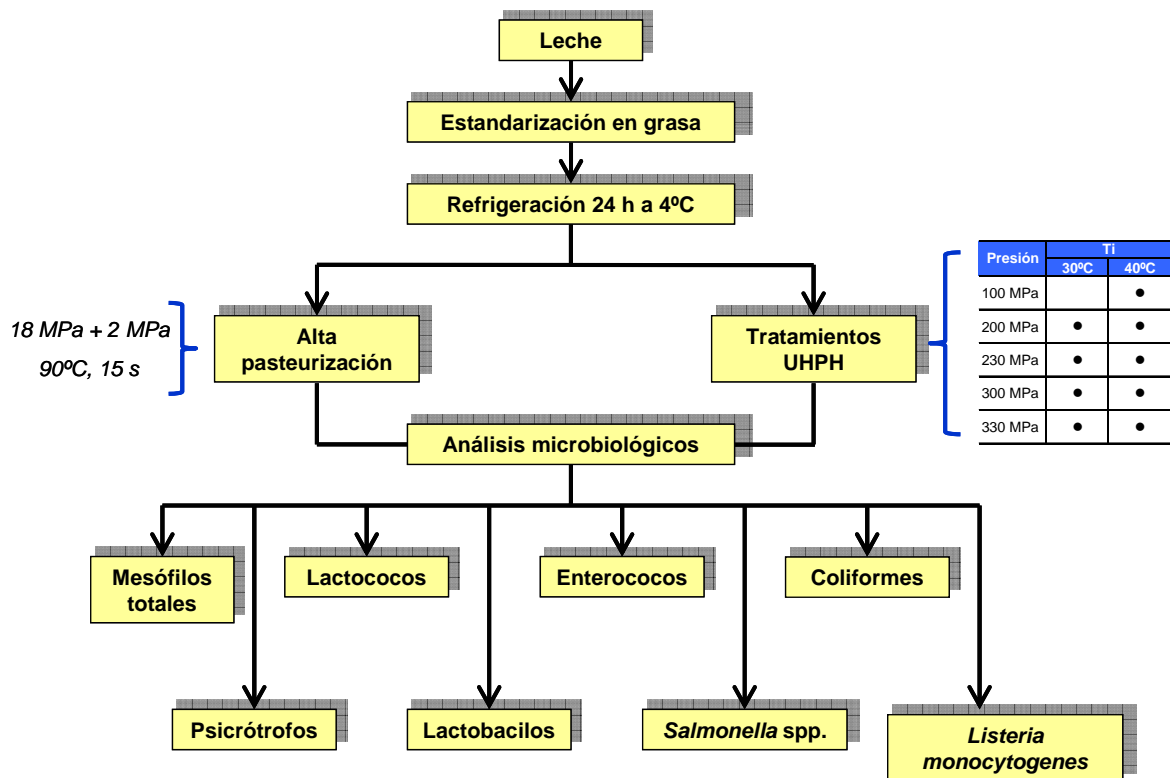 Leche
Estandarización en grasa
Refrigeración 24 h a 4ºC
18 MPa + 2 MPa
90ºC, 15 s
Alta
pasteurización
Tratamientos
UHPH
Presión Ti
30ºC 40ºC
100 MPa ●
200 MPa ● ●
230 MPa ● ●
300 MPa ● ●
330 MPa ● ●
Análisis microbiológicos
Mesófilos
totales
Lactococos
Enterococos
Coliformes
Psicrótrofos
Lactobacilos
Salmonella spp.
Listeria
monocytogenes